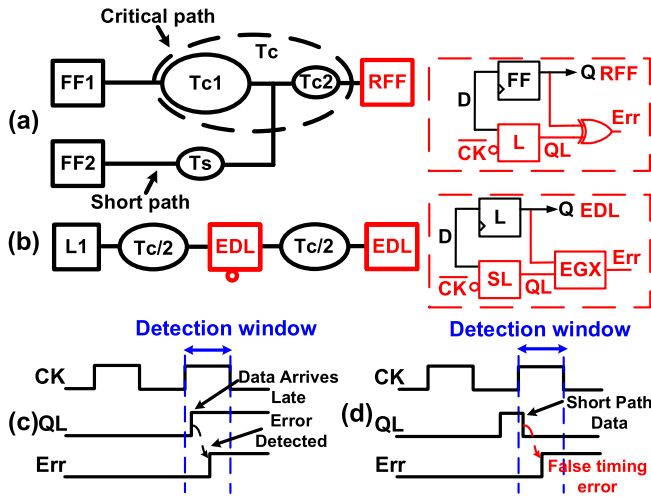 Critical path
Tc
FF1
Tc1
Tc2
RFF
(a)
FF2
Ts
Short path
FF
Q RFF
D
Err
L
CK
QL
(b)
L1
Tc/2
EDL
Tc/2
EDL
L
Q EDL
D
Err
SL
EGX
CK
QL
Detection window
CK
Data Arrives
Late
(c)
QL
Error
Detected
Err
Detection window
CK
Short Path
Data
(d)
QL
Err
False timing
error